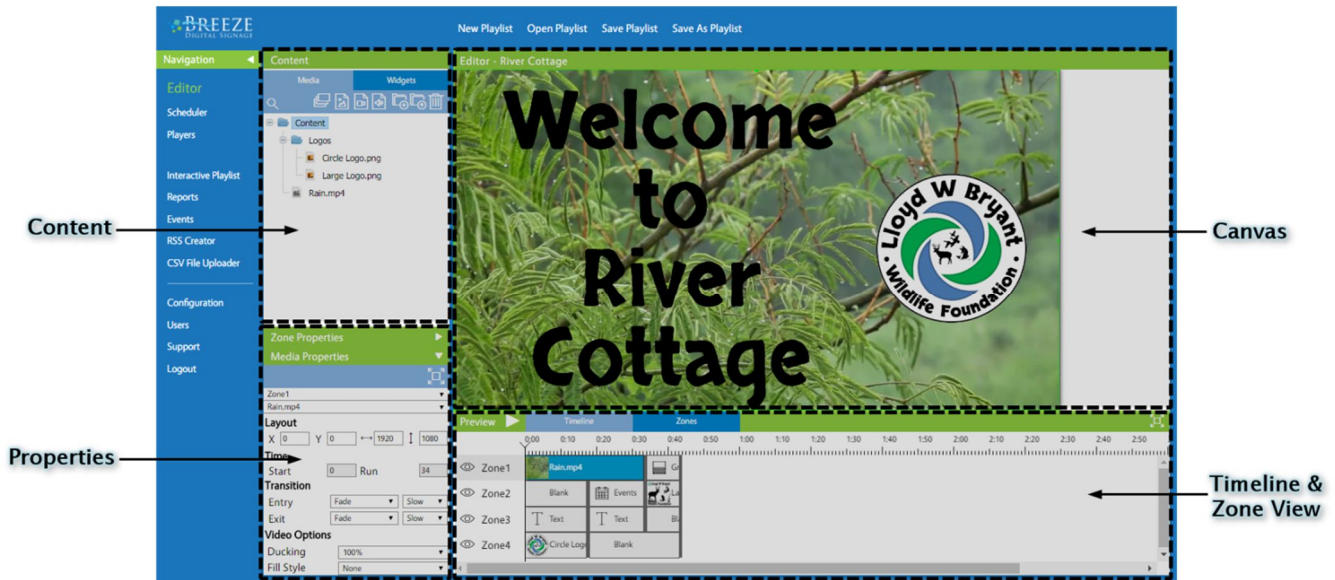 BREEZE
DIGITAL SIGNAGE
New Playlist Open Playlist Save Playlist Save As Playlist
Navigation
Editor
Scheduler
Players
Interactive Playlist
Reports
Events
RSS Creator
CSV File Uploader
Configuration
Users
Support
Logout
Content
Media Widgets
Content
Logos
Circle Logo.png
Large Logo.png
Rain.mp4
Editor - River Cottage
Welcome
to
River
Cottage
Lloyd W Bryant
Wildlife Foundation
Content
Canvas
Zone Properties
Media Properties
Zone1
Rain.mp4
Layout
X 0 Y 0 1920 1080
Time
Start 0 Run 34
Transition
Entry Fade Slow
Exit Fade Slow
Video Options
Ducking 100%
Fill Style None
Properties
Preview Timeline Zones
0:00 0:10 0:20 0:30 0:40 0:50 1:00 1:10 1:20 1:30 1:40 1:50 2:00 2:10 2:20 2:30 2:40 2:50
Zone1 Rain.mp4 Gr
Zone2 Blank Events La
Zone3 Text Text Bl
Zone4 Circle Logo Blank
Timeline &
Zone View